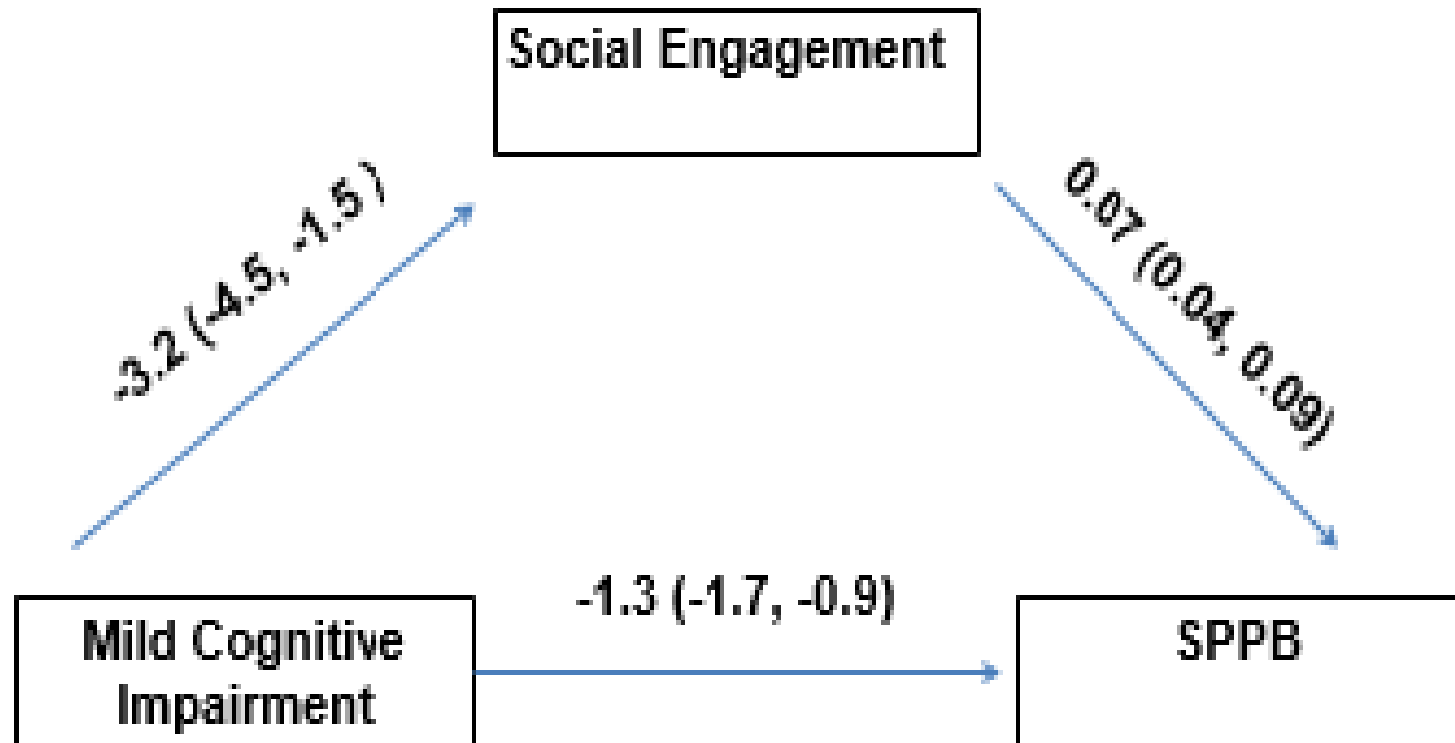 Social Engagement
-3.2 (-4.5, -1.5 )
0.07 (0.04, 0.09)
-1.3 (-1.7, -0.9)
Mild Cognitive
Impairment
SPPB